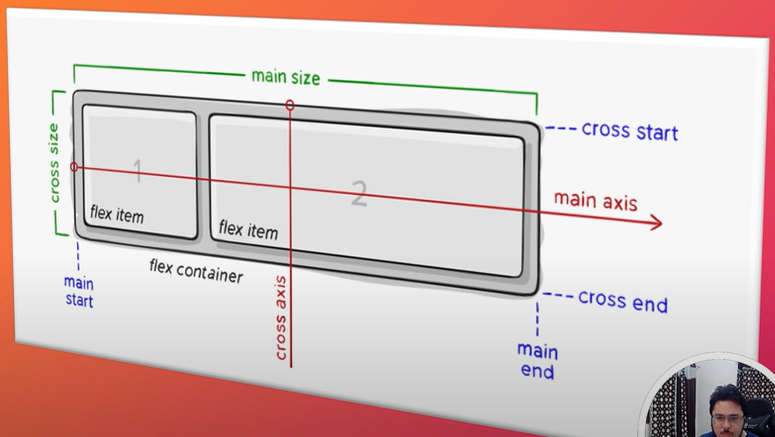 main size
cross start
cross size
1
2
main axis
flex item
flex item
flex container
main
start
cross axis
cross end
main
end